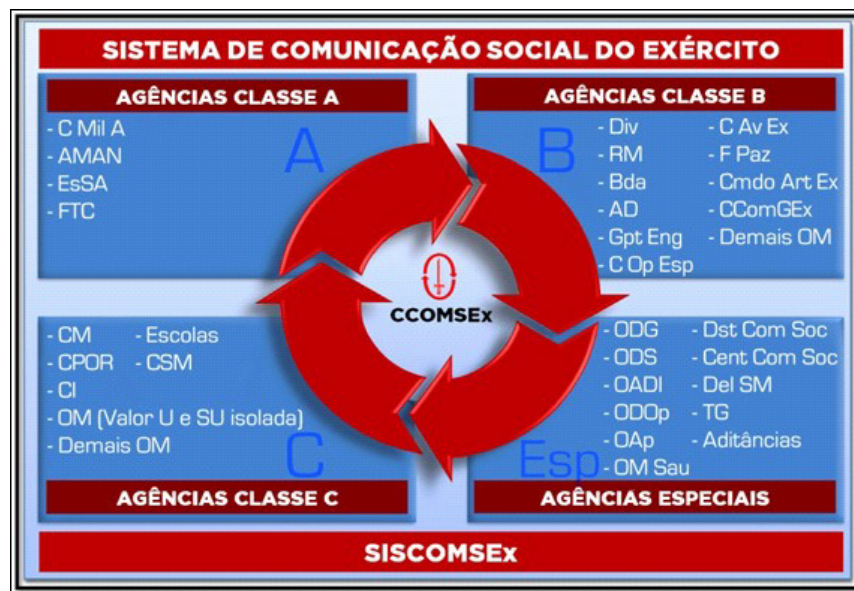 SISTEMA DE COMUNICAÇÃO SOCIAL DO EXÉRCITO
AGÊNCIAS CLASSE A
- C Mil A
- AMAN
- EsSA
- FTC
A
AGÊNCIAS CLASSE B
B
- Div
- RM
- Bda
- AD
- Gpt Eng
- C Op Esp
- C Av Ex
- F Paz
- Cmdo Art Ex
- CComGEx
- Demais OM
CCOMSEx
- CM - Escolas
- CPOR - CSM
- CI
- OM (Valor U e SU isolada)
- Demais OM
C
AGÊNCIAS CLASSE C
- ODG
- ODS
- OADI
- ODOp
- OAp
- OM Sau
- Dst Com Soc
- Cent Com Soc
- Del SM
- TG
- Aditâncias
Esp
AGÊNCIAS ESPECIAIS
SISCOMSEx